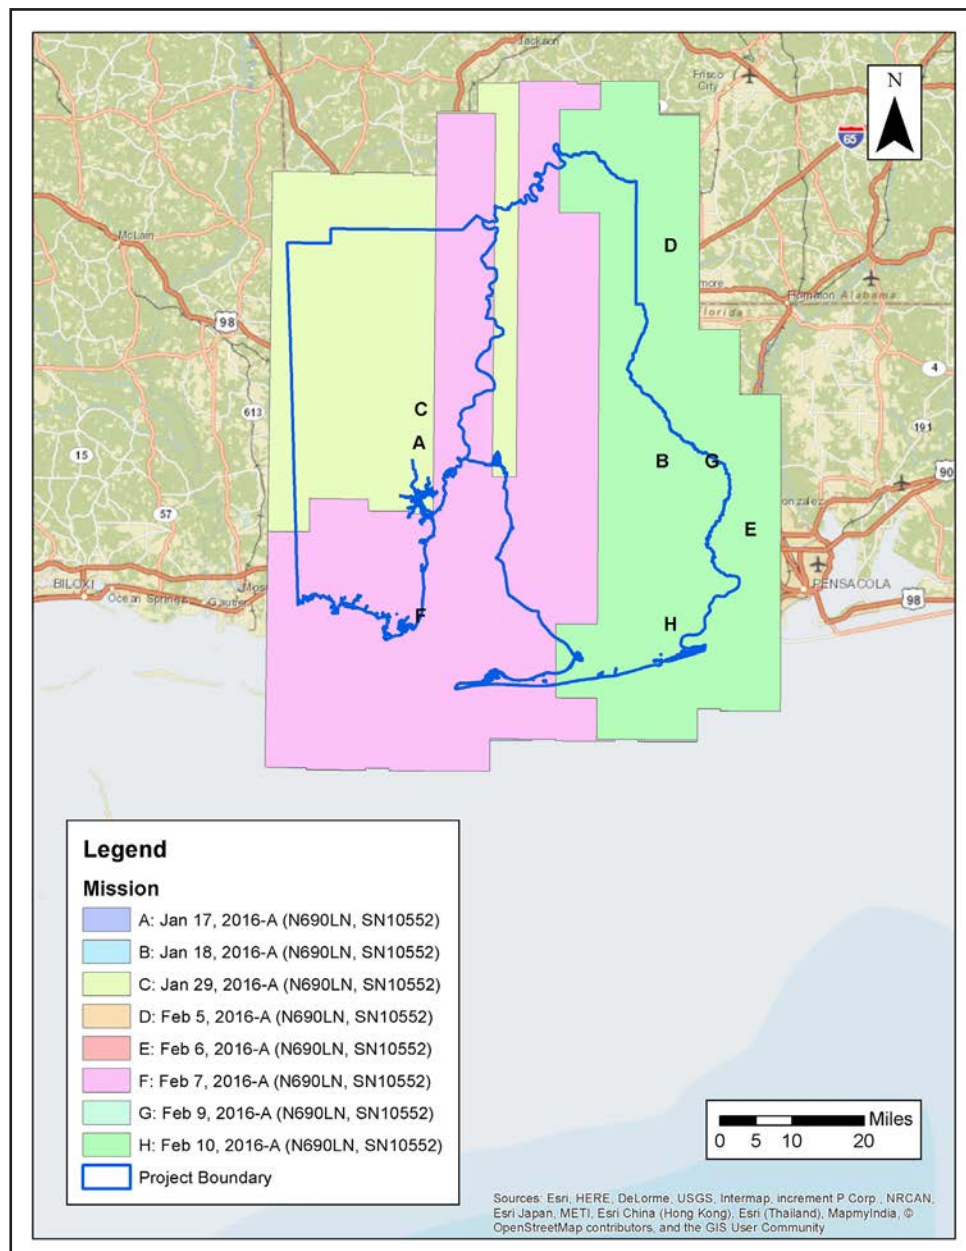 Jackson
Frisco
City
N
65
McLain
D
more
Flomaton Alabama
Florida
98
4
C
613
A
191
15
B
G
90
57
onzalez
E
BILOXI
Ocean Springs
Gautier
Mos
PENSACOLA
98
F
H
Legend
Mission
A: Jan 17, 2016-A (N690LN, SN10552)
B: Jan 18, 2016-A (N690LN, SN10552)
C: Jan 29, 2016-A (N690LN, SN10552)
D: Feb 5, 2016-A (N690LN, SN10552)
E: Feb 6, 2016-A (N690LN, SN10552)
F: Feb 7, 2016-A (N690LN, SN10552)
G: Feb 9, 2016-A (N690LN, SN10552)
H: Feb 10, 2016-A (N690LN, SN10552)
Project Boundary
Miles
0 5 10 20
Sources: Esri, HERE, DeLorme, USGS, Intermap, increment P Corp., NRCAN,
Esri Japan, METI, Esri China (Hong Kong), Esri (Thailand), MapmyIndia, ©
OpenStreetMap contributors, and the GIS User Community